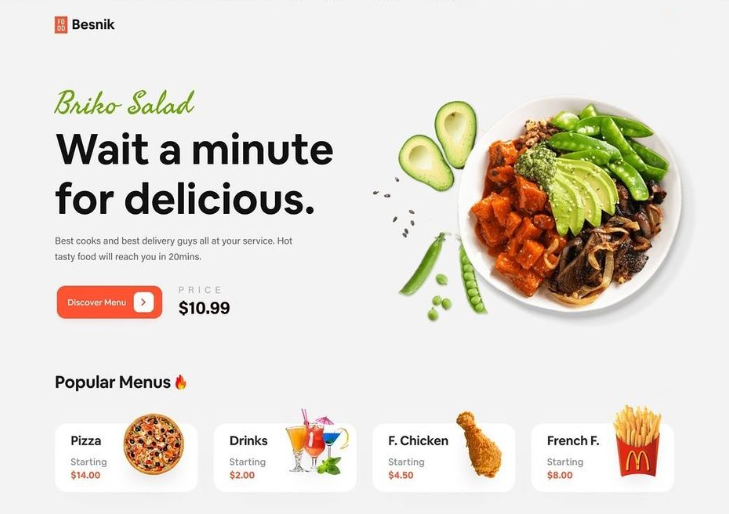 FO
OD
Besnik
Briko Salad
Wait a minute
for delicious.
Best cooks and best delivery guys all at your service. Hot
tasty food will reach you in 20mins.
Discover Menu
PRICE
$10.99
Popular Menus 🔥
Pizza
Starting
$14.00
Drinks
Starting
$2.00
F. Chicken
Starting
$4.50
French F.
Starting
$8.00